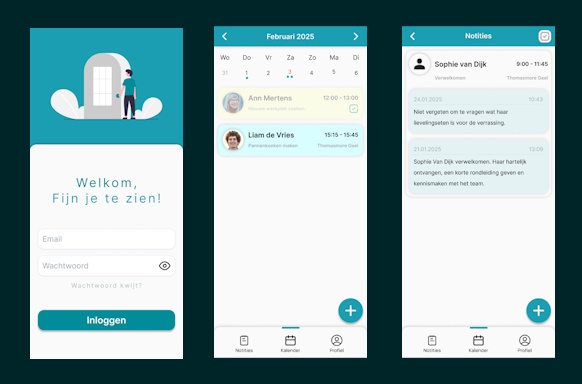 Welkom,
Fijn je te zien!
Email
Wachtwoord
Wachtwoord kwijt?
Inloggen
Februari 2025
Wo Do Vr Za Zo Ma Di
31 1 2 3 4 5 6
Ann Mertens 12:00 - 13:00
Liam de Vries 15:15 - 15:45
Pannenkoeken maken Thomasmore Geel
Notities Kalender Profiel
Notities
Sophie van Dijk 9:00 - 11:45
Verwelkomen Thomasmore Geel
24.01.2025 15:43
Niet vergeten om te vragen wat haar
lievelingseten is voor de verrassing.
21.01.2025 13:09
Sophie Van Dijk verwelkomen. Haar hartelijk
ontvangen, een korte rondleiding geven en
kennismaken met het team.
Notities Kalender Profiel